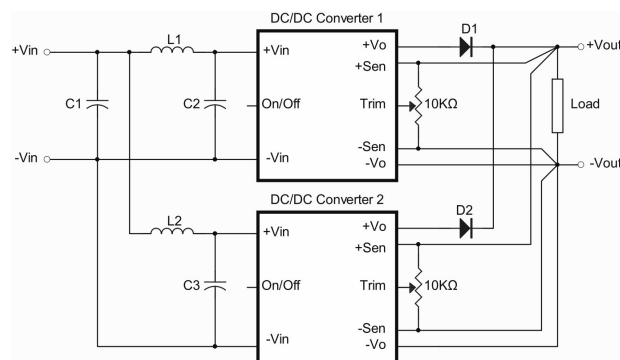 DC/DC Converter 1
+Vin
L1
+Vin
+Vo
D1
+Vout
+Sen
C1
C2
On/Off
Trim
10KΩ
Load
-Sen
-Vin
-Vin
-Vo
-Vout
DC/DC Converter 2
L2
+Vin
+Vo
D2
+Sen
C3
On/Off
Trim
10KΩ
-Sen
-Vin
-Vo